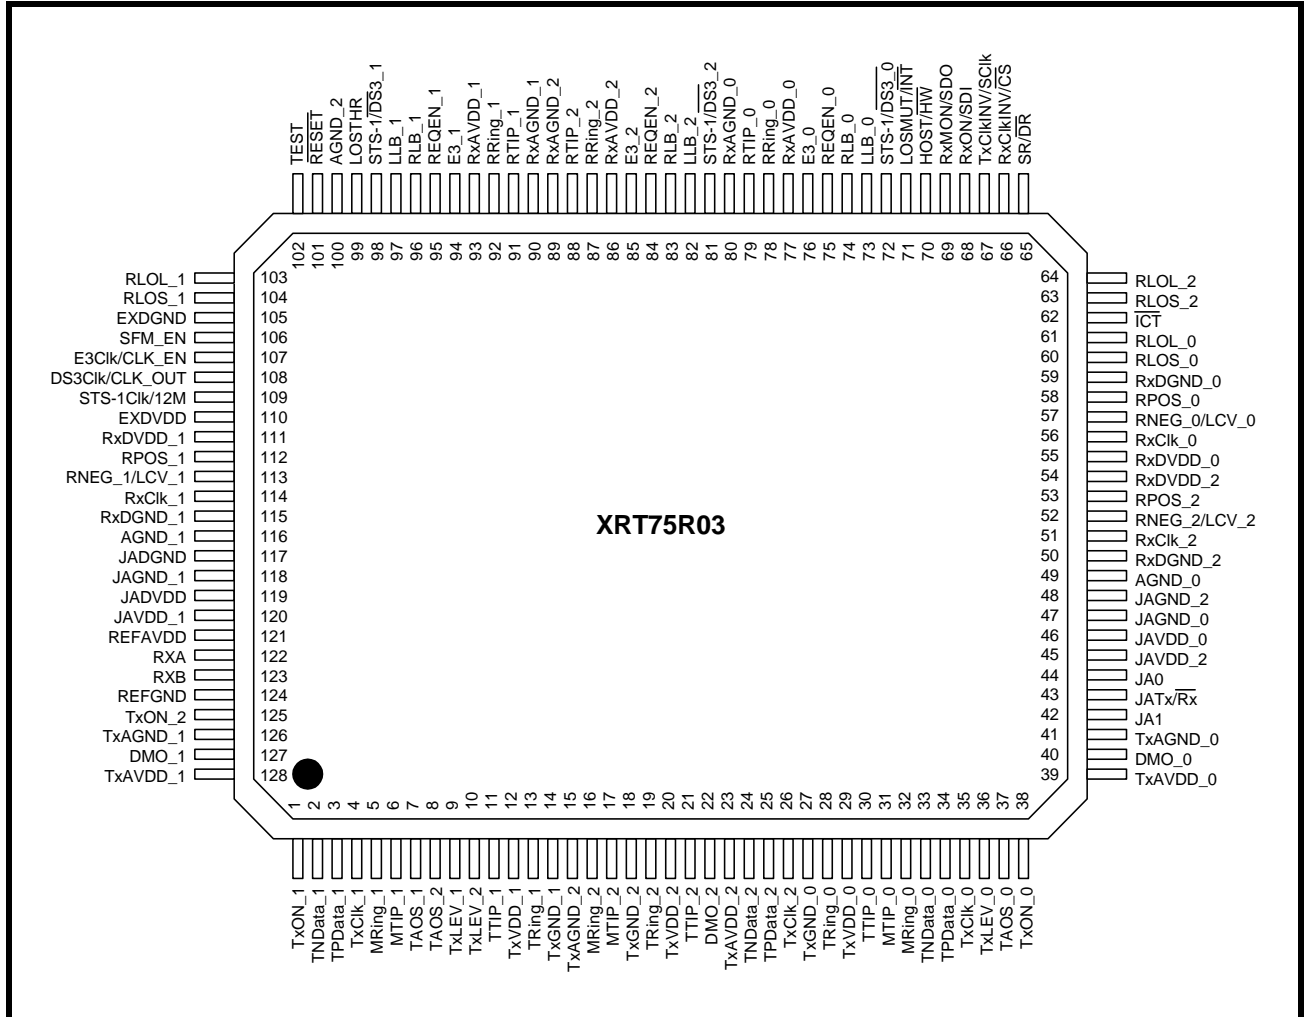 TEST
RESET
AGND_2
LOSTHR
STS-1/DS3_1
LLB_1
RLB_1
REQEN_1
E3_1
RxAVDD_1
RRing_1
RTIP_1
RxAGND_1
RxAGND_2
RTIP_2
RRing_2
RxAVDD_2
E3_2
REQEN_2
RLB_2
LLB_2
STS-1/DS3_2
RxAGND_0
RTIP_0
RRing_0
RxAVDD_0
E3_0
REQEN_0
RLB_0
LLB_0
STS-1/DS3_0
LOSMUT/INT
HOST/HW
RxMON/SDO
RxON/SDI
TxClkINV/SClk
RxClkINV/CS
SR/DR
102
101
100
99
98
97
96
95
94
93
92
91
90
89
88
87
86
85
84
83
82
81
80
79
78
77
76
75
74
73
72
71
70
69
68
67
66
65
RLOL_1 103
RLOS_1 104
EXDGND 105
SFM_EN 106
E3Clk/CLK_EN 107
DS3Clk/CLK_OUT 108
STS-1Clk/12M 109
EXDVDD 110
RxDVDD_1 111
RPOS_1 112
RNEG_1/LCV_1 113
RxClk_1 114
RxDGND_1 115
AGND_1 116
JADGND 117
JAGND_1 118
JADVDD 119
JAVDD_1 120
REFAVDD 121
RXA 122
RXB 123
REFGND 124
TxON_2 125
TxAGND_1 126
DMO_1 127
TxAVDD_1 128
XRT75R03
64 RLOL_2
63 RLOS_2
62 ICT
61 RLOL_0
60 RLOS_0
59 RxDGND_0
58 RPOS_0
57 RNEG_0/LCV_0
56 RxClk_0
55 RxDVDD_0
54 RxDVDD_2
53 RPOS_2
52 RNEG_2/LCV_2
51 RxClk_2
50 RxDGND_2
49 AGND_0
48 JAGND_2
47 JAGND_0
46 JAVDD_0
45 JAVDD_2
44 JA0
43 JATx/Rx
42 JA1
41 TxAGND_0
40 DMO_0
39 TxAVDD_0
1
2
3
4
5
6
7
8
9
10
11
12
13
14
15
16
17
18
19
20
21
22
23
24
25
26
27
28
29
30
31
32
33
34
35
36
37
38
TxON_1
TNData_1
TPData_1
TxClk_1
MRing_1
MTIP_1
TAOS_1
TAOS_2
TxLEV_1
TxLEV_2
TTIP_1
TxVDD_1
TRing_1
TxGND_1
TxAGND_2
MRing_2
MTIP_2
TxGND_2
TRing_2
TxVDD_2
TTIP_2
DMO_2
TxAVDD_2
TNData_2
TPData_2
TxClk_2
TxGND_0
TRing_0
TxVDD_0
TTIP_0
MTIP_0
MRing_0
TNData_0
TPData_0
TxClk_0
TxLEV_0
TAOS_0
TxON_0